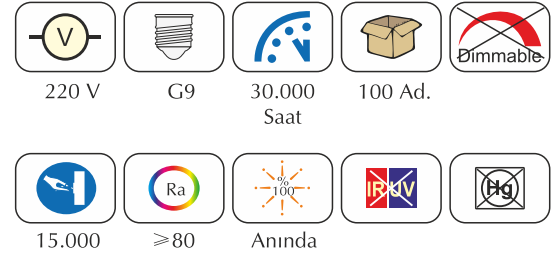 V
Dimmable
220 V
G9
30.000
Saat
100 Ad.
Ra
%
100
IR UV
Hg
15.000
≥80
Anında